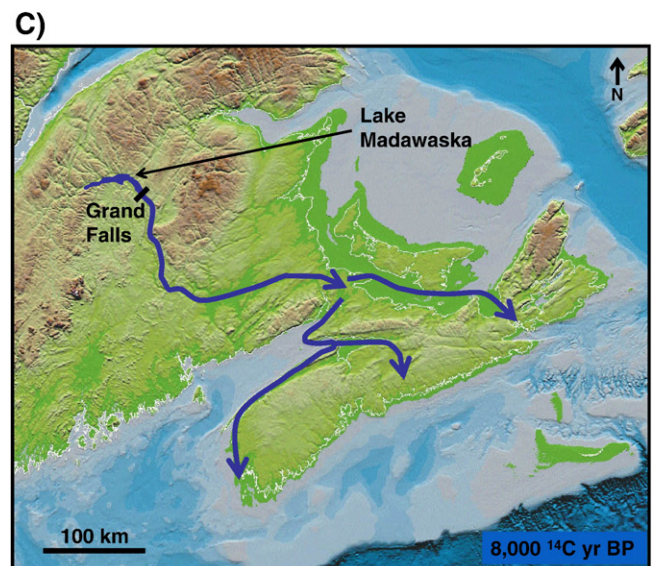 C)
N
Lake
Madawaska
Grand
Falls
100 km
8,000 ¹⁴C yr BP